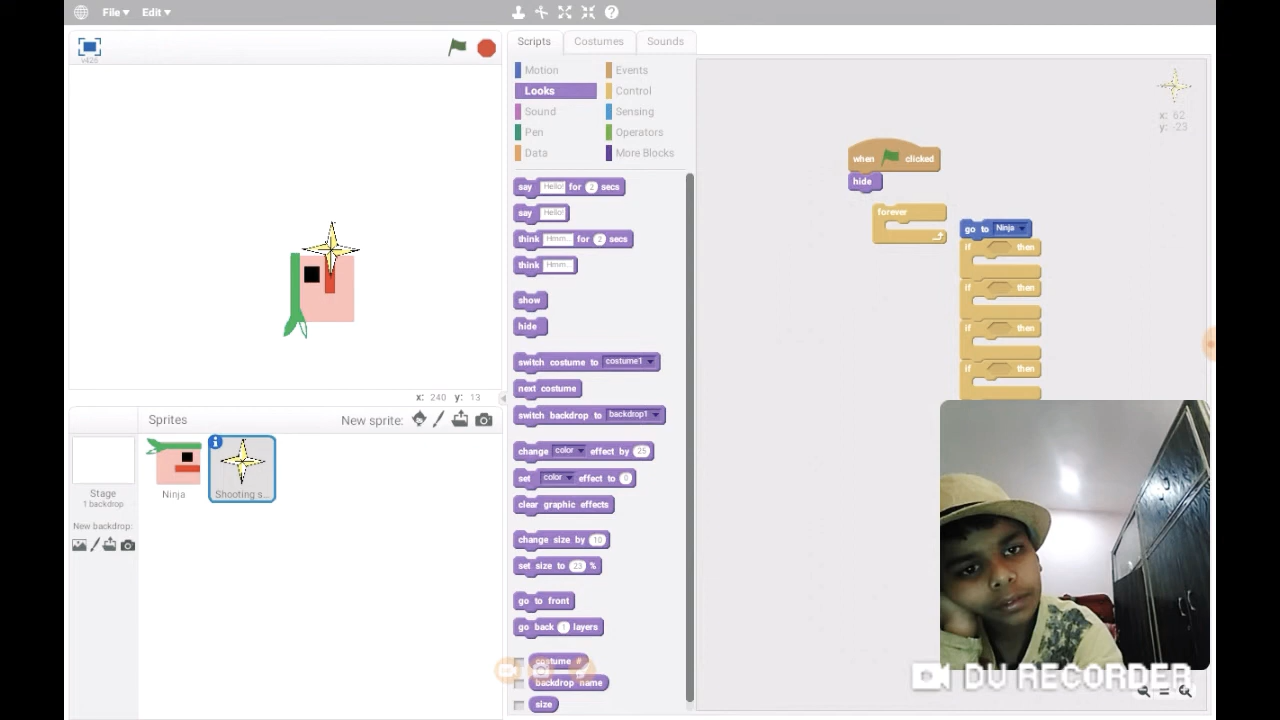 File▾ Edit▾
v426
Scripts Costumes Sounds
Motion Events
Looks Control
Sound Sensing
Pen Operators
Data More Blocks
say Hello! for 2 secs
say Hello!
think Hmm... for 2 secs
think Hmm...
show
hide
switch costume to costume1
next costume
switch backdrop to backdrop1
change color effect by 25
set color effect to 0
clear graphic effects
change size by 10
set size to 23 %
go to front
go back 1 layers
costume #
backdrop name
size
when clicked
hide
forever
go to Ninja
if then
if then
if then
if then
x: 62
y: -23
x: 240 y: 13
Sprites New sprite:
Stage
1 backdrop
New backdrop:
Ninja
Shooting s...
DU RECORDER